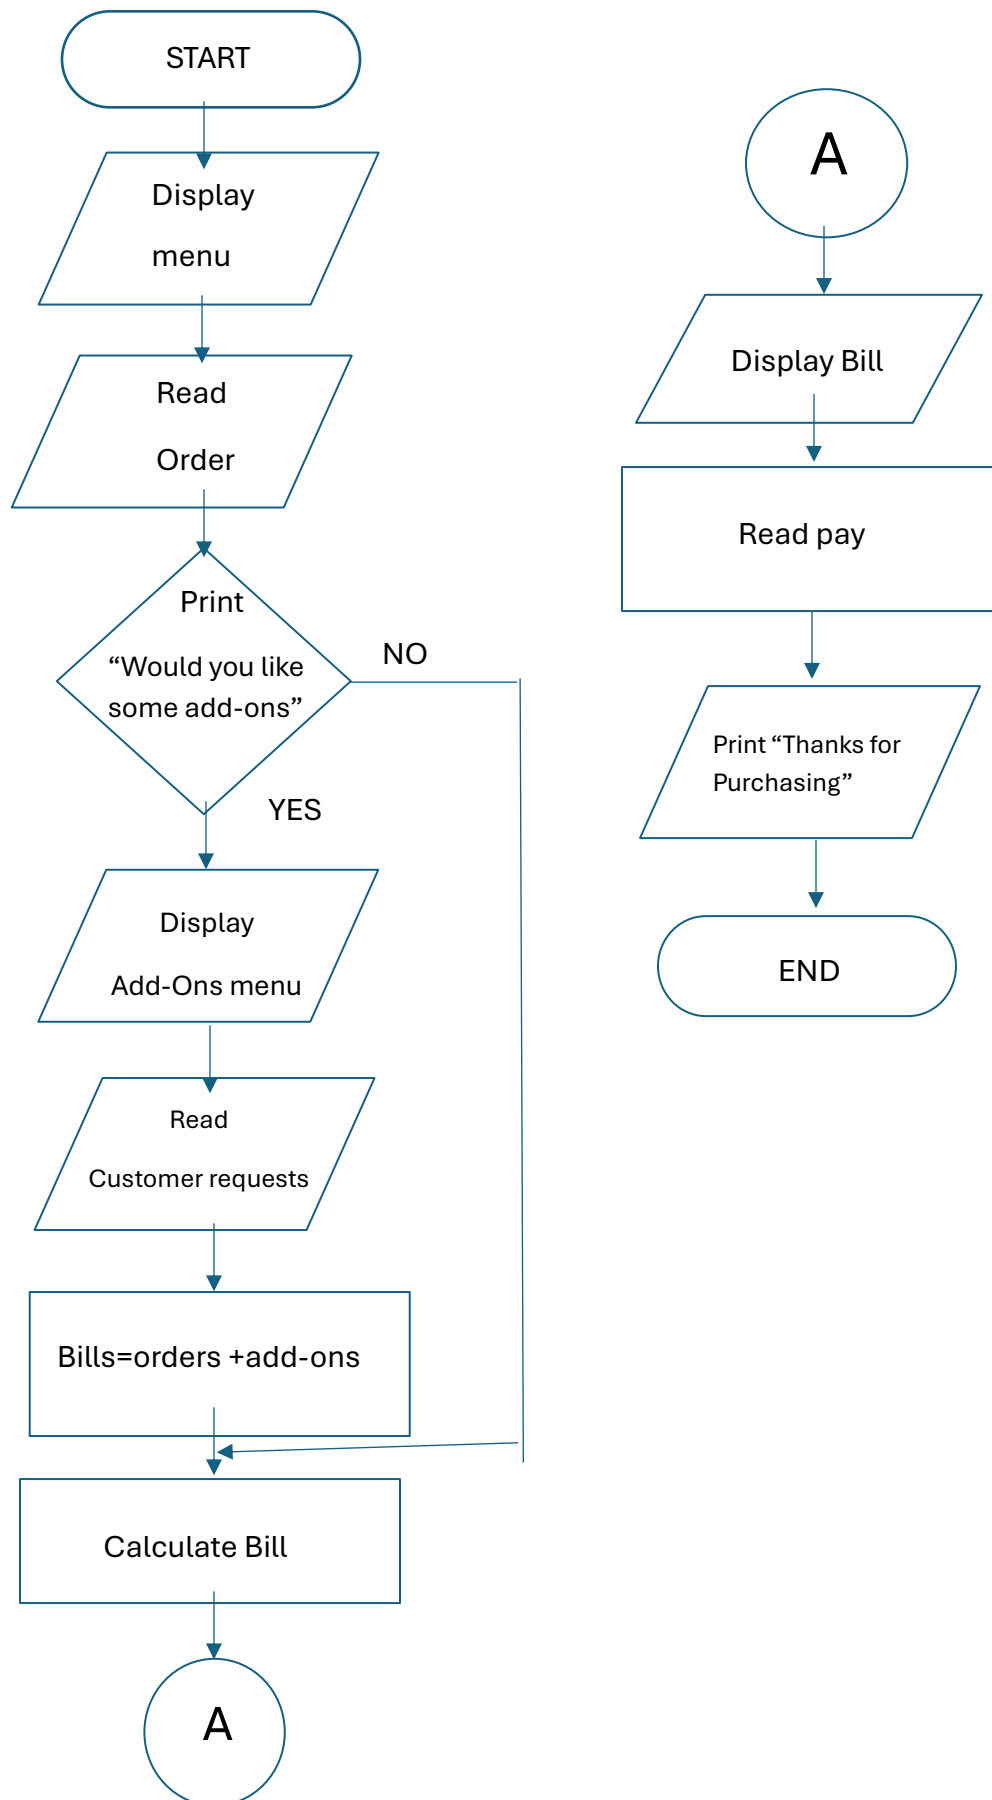 START
Display
menu
Read
Order
Print
“Would you like
some add-ons”
NO
YES
Display
Add-Ons menu
Read
Customer requests
Bills=orders +add-ons
Calculate Bill
A
A
Display Bill
Read pay
Print “Thanks for
Purchasing”
END